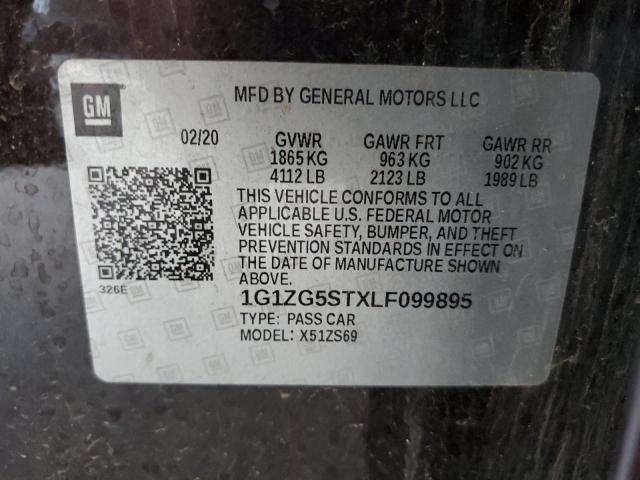 GM
MFD BY GENERAL MOTORS LLC
02/20 GVWR GAWR FRT GAWR RR
1865 KG 963 KG 902 KG
4112 LB 2123 LB 1989 LB
THIS VEHICLE CONFORMS TO ALL
APPLICABLE U.S. FEDERAL MOTOR
VEHICLE SAFETY, BUMPER, AND THEFT
PREVENTION STANDARDS IN EFFECT ON
THE DATE OF MANUFACTURE SHOWN
ABOVE.
326E
1G1ZG5STXLF099895
TYPE: PASS CAR
MODEL: X51ZS69